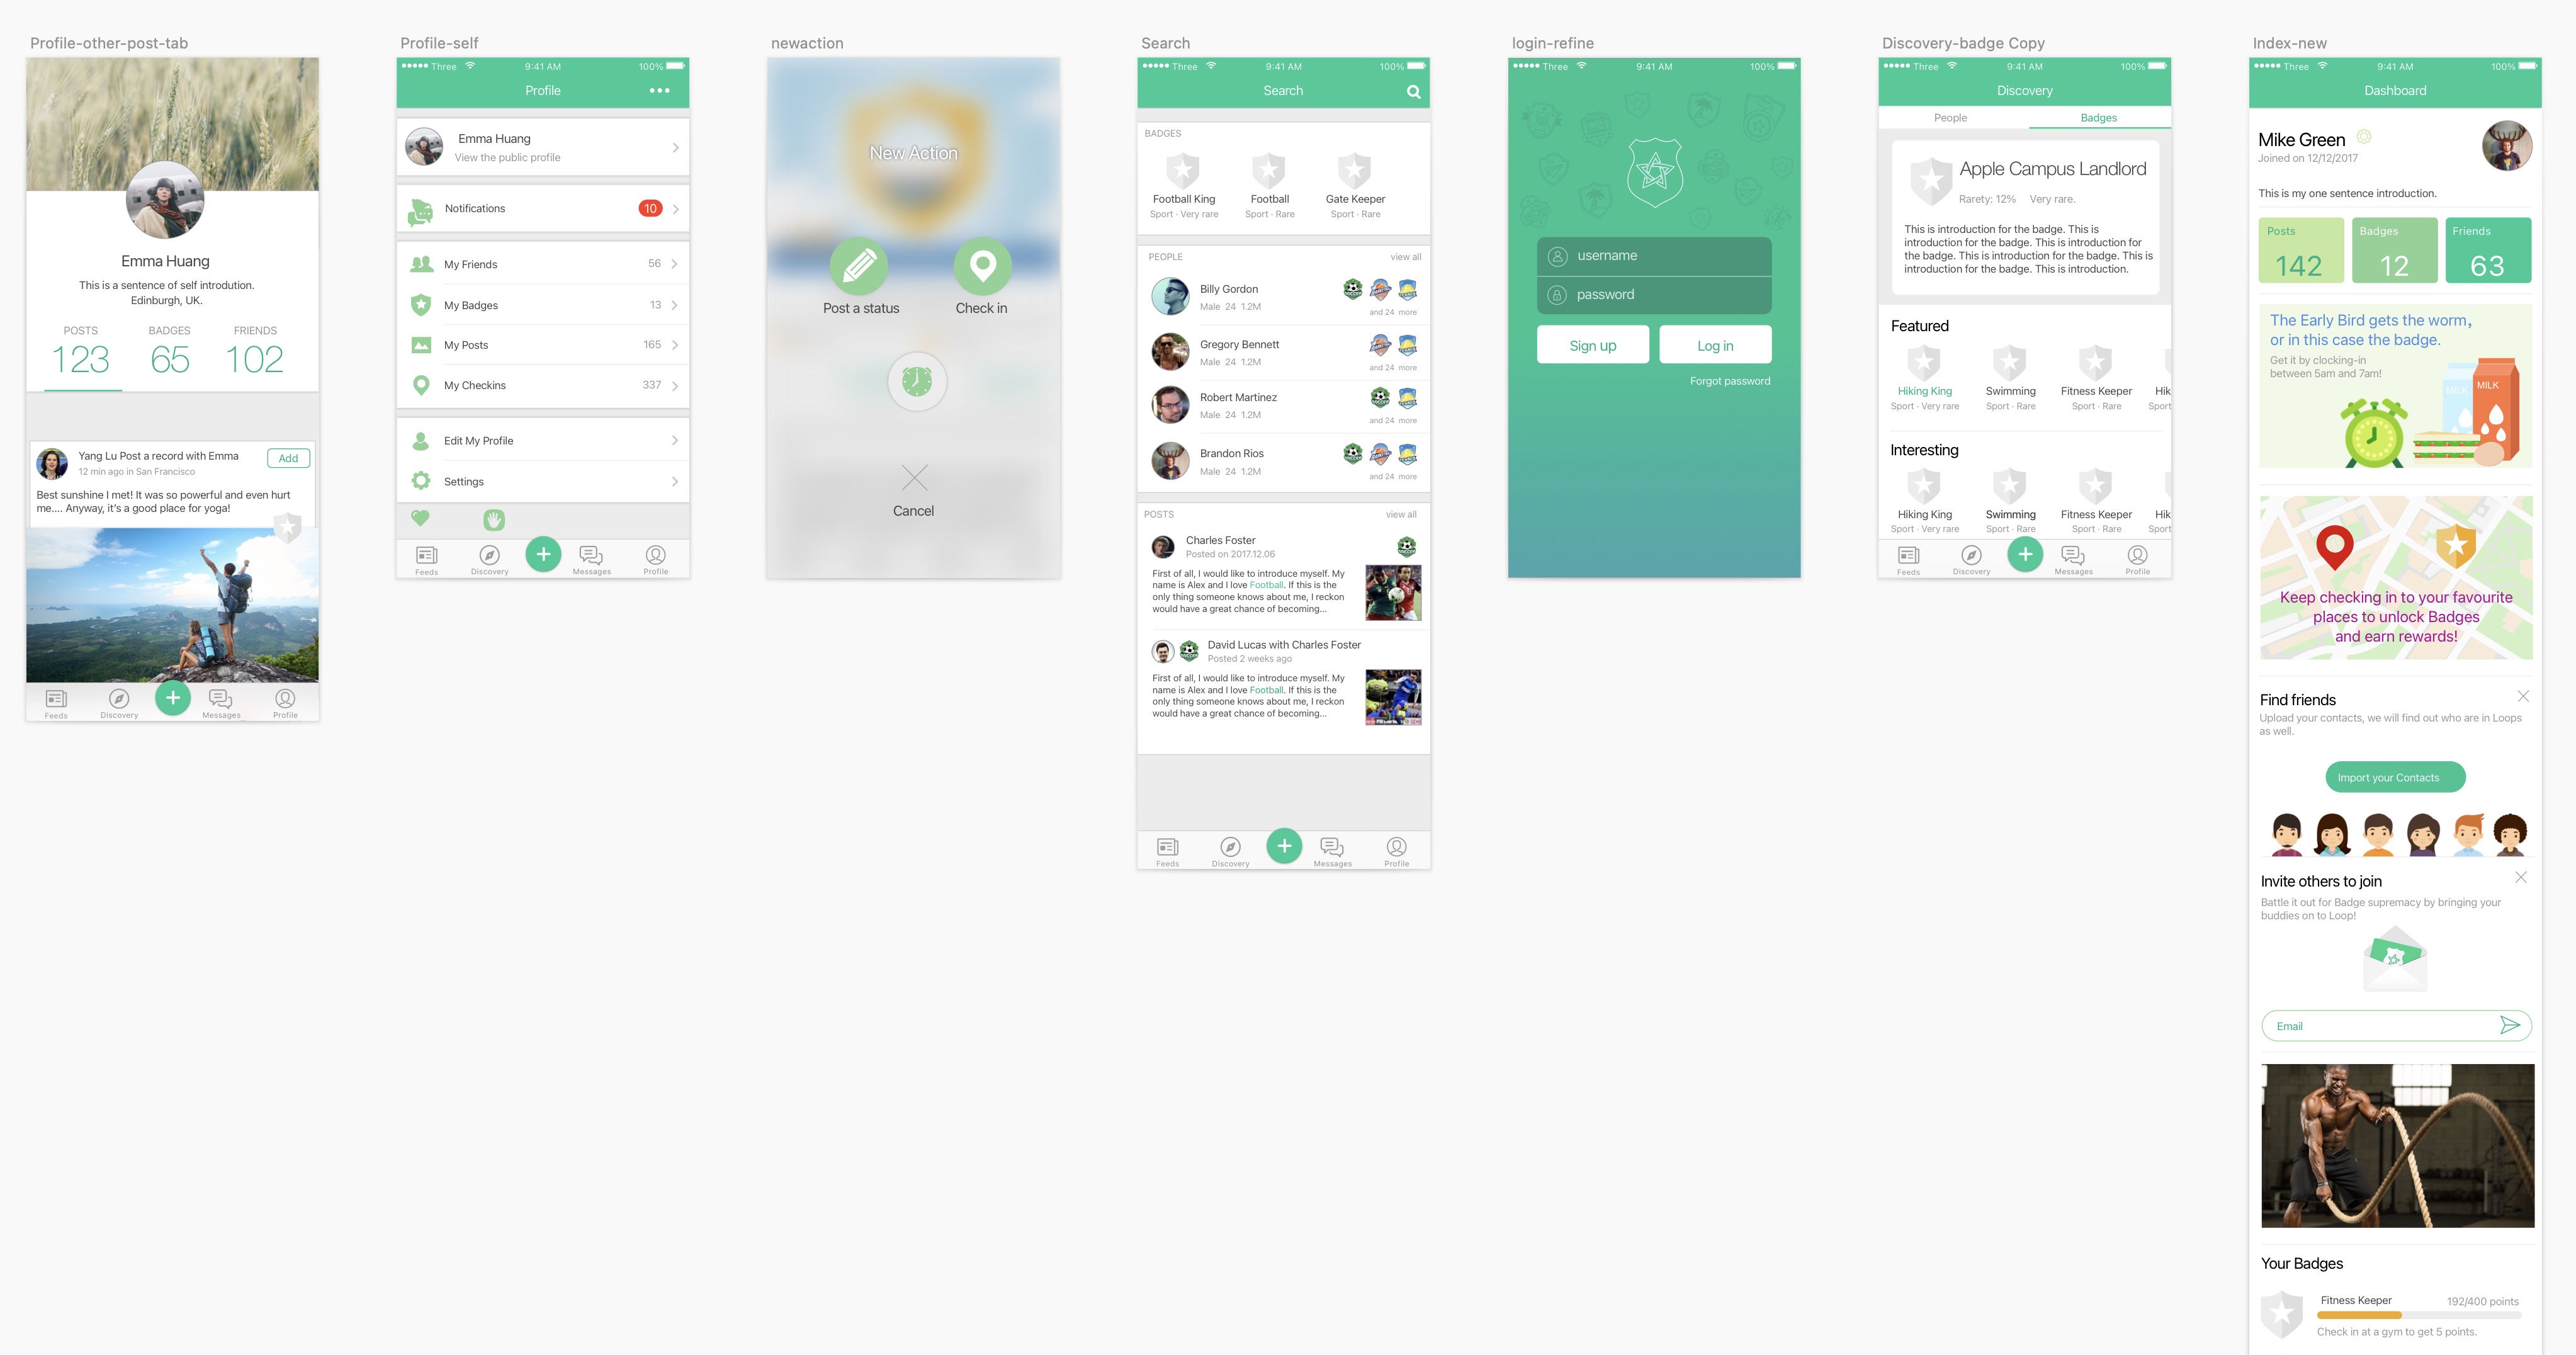 Profile-other-post-tab
Emma Huang
This is a sentence of self introdution.
Edinburgh, UK.
POSTS BADGES FRIENDS
123 65 102
Yang Lu Post a record with Emma
12 min ago in San Francisco
Add
Best sunshine I met! It was so powerful and even hurt
me.... Anyway, it's a good place for yoga!
Feeds Discovery Messages Profile
Profile-self
Three 9:41 AM 100%
Profile
Emma Huang
View the public profile
Notifications 10
My Friends 56
My Badges 13
My Posts 165
My Checkins 337
Edit My Profile
Settings
Feeds Discovery Messages Profile
newaction
New Action
Post a status Check in
Cancel
Search
Three 9:41 AM 100%
Search
BADGES
Football King Football Gate Keeper
Sport · Very rare Sport · Rare Sport · Rare
PEOPLE view all
Billy Gordon
Male 24 1.2M
and 24 more
Gregory Bennett
Male 24 1.2M
and 24 more
Robert Martinez
Male 24 1.2M
and 24 more
Brandon Rios
Male 24 1.2M
and 24 more
POSTS view all
Charles Foster
Posted on 2017.12.06
First of all, I would like to introduce myself. My
name is Alex and I love Football. If this is the
only thing someone knows about me, I reckon
would have a great chance of becoming...
David Lucas with Charles Foster
Posted 2 weeks ago
First of all, I would like to introduce myself. My
name is Alex and I love Football. If this is the
only thing someone knows about me, I reckon
would have a great chance of becoming...
Feeds Discovery Messages Profile
login-refine
Three 9:41 AM 100%
username
password
Sign up Log in
Forgot password
Discovery-badge Copy
Three 9:41 AM 100%
Discovery
People Badges
Apple Campus Landlord
Rarety: 12% Very rare.
This is introduction for the badge. This is
introduction for the badge. This is introduction for
the badge. This is introduction for the badge. This is
introduction for the badge. This is introduction.
Featured
Hiking King Swimming Fitness Keeper Hik
Sport · Very rare Sport · Rare Sport · Rare Sport
Interesting
Hiking King Swimming Fitness Keeper Hik
Sport · Very rare Sport · Rare Sport · Rare Sport
Feeds Discovery Messages Profile
Index-new
Three 9:41 AM 100%
Dashboard
Mike Green
Joined on 12/12/2017
This is my one sentence introduction.
Posts Badges Friends
142 12 63
The Early Bird gets the worm,
or in this case the badge.
Get it by clocking-in
between 5am and 7am!
MILK MILK
Keep checking in to your favourite
places to unlock Badges
and earn rewards!
Find friends
Upload your contacts, we will find out who are in Loops
as well.
Import your Contacts
Invite others to join
Battle it out for Badge supremacy by bringing your
buddies on to Loop!
Email
Your Badges
Fitness Keeper 192/400 points
Check in at a gym to get 5 points.